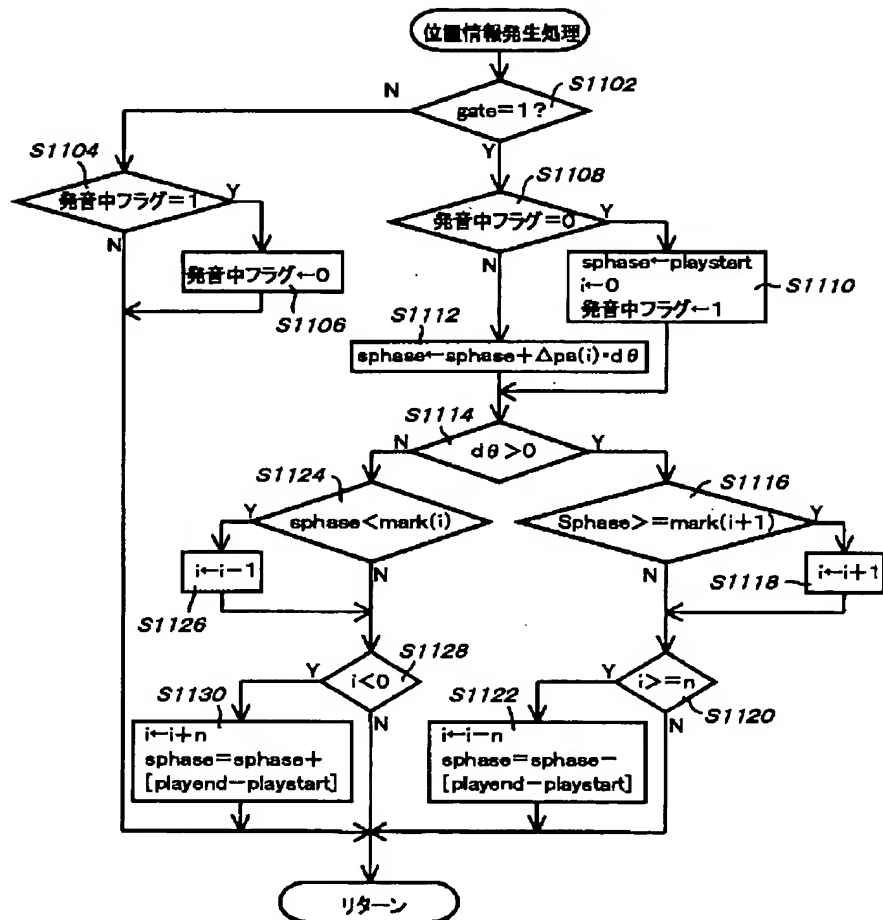 位置情報発生処理
S1102
N
gate=1?
Y
S1104
発音中フラグ=1
Y
N
S1108
発音中フラグ=0
Y
N
発音中フラグ←0
S1106
sphase←playstart
i←0
発音中フラグ←1
S1110
S1112
sphase←sphase+Δpa(i)・dθ
S1114
N
dθ>0
Y
S1124
Y
sphase<mark(i)
N
S1116
Sphase>=mark(i+1)
Y
N
i←i-1
S1126
i←i+1
S1118
S1128
Y
i<0
N
Y
i>=n
N
S1120
S1130
i←i+n
sphase=sphase+
[playend-playstart]
S1122
i←i-n
sphase=sphase-
[playend-playstart]
リターン